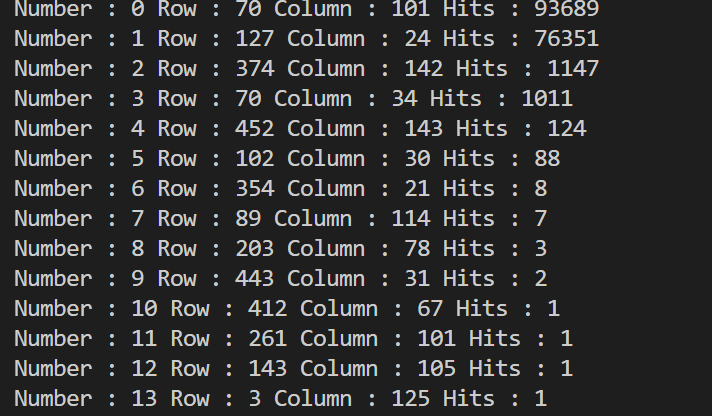 Number : 0 Row : 70 Column : 101 Hits : 93689
Number : 1 Row : 127 Column : 24 Hits : 76351
Number : 2 Row : 374 Column : 142 Hits : 1147
Number : 3 Row : 70 Column : 34 Hits : 1011
Number : 4 Row : 452 Column : 143 Hits : 124
Number : 5 Row : 102 Column : 30 Hits : 88
Number : 6 Row : 354 Column : 21 Hits : 8
Number : 7 Row : 89 Column : 114 Hits : 7
Number : 8 Row : 203 Column : 78 Hits : 3
Number : 9 Row : 443 Column : 31 Hits : 2
Number : 10 Row : 412 Column : 67 Hits : 1
Number : 11 Row : 261 Column : 101 Hits : 1
Number : 12 Row : 143 Column : 105 Hits : 1
Number : 13 Row : 3 Column : 125 Hits : 1